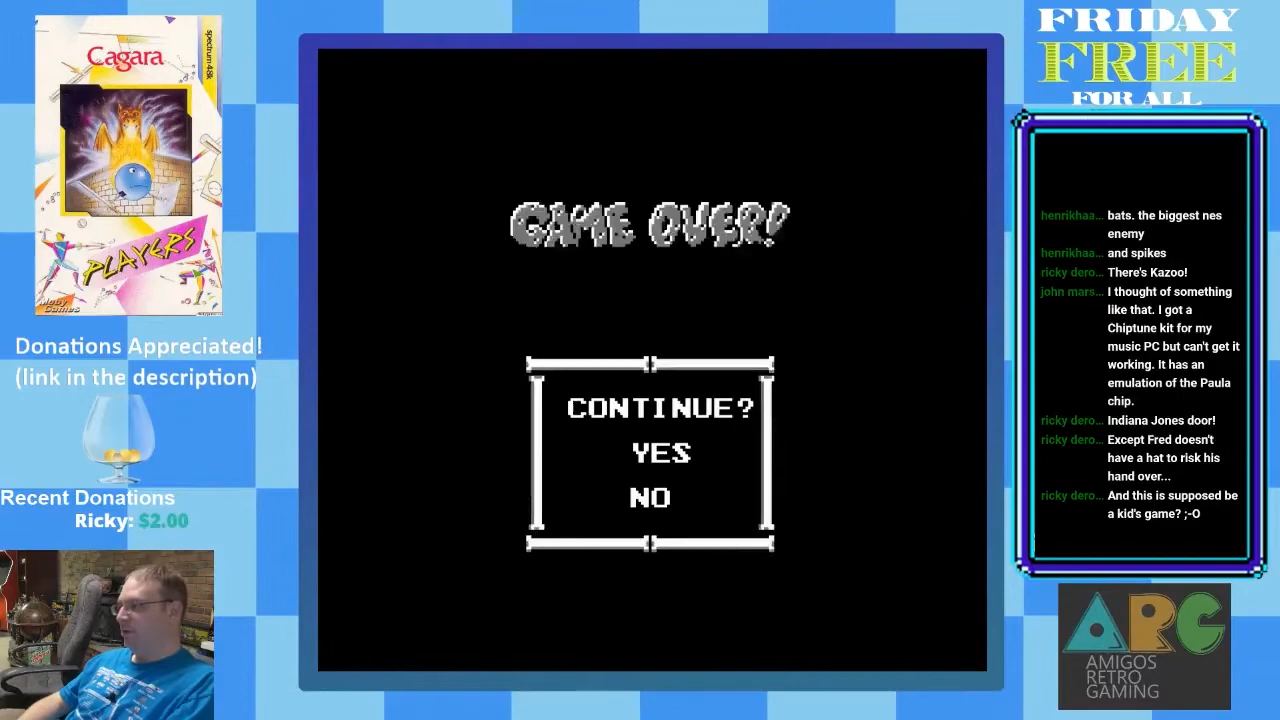 Cagara
spectrum 48k
PLAYERS
Moby
Games
Donations Appreciated!
(link in the description)
Recent Donations
Ricky: $2.00
GAME OVER!
CONTINUE?
YES
NO
FRIDAY
FREE
FOR ALL
henrikhaa... bats. the biggest nes
enemy
henrikhaa... and spikes
ricky dero... There's Kazoo!
john mars... I thought of something
like that. I got a
Chiptune kit for my
music PC but can't get it
working. It has an
emulation of the Paula
chip.
ricky dero... Indiana Jones door!
ricky dero... Except Fred doesn't
have a hat to risk his
hand over...
ricky dero... And this is supposed be
a kid's game? ;-O
ARC
AMIGOS
RETRO
GAMING